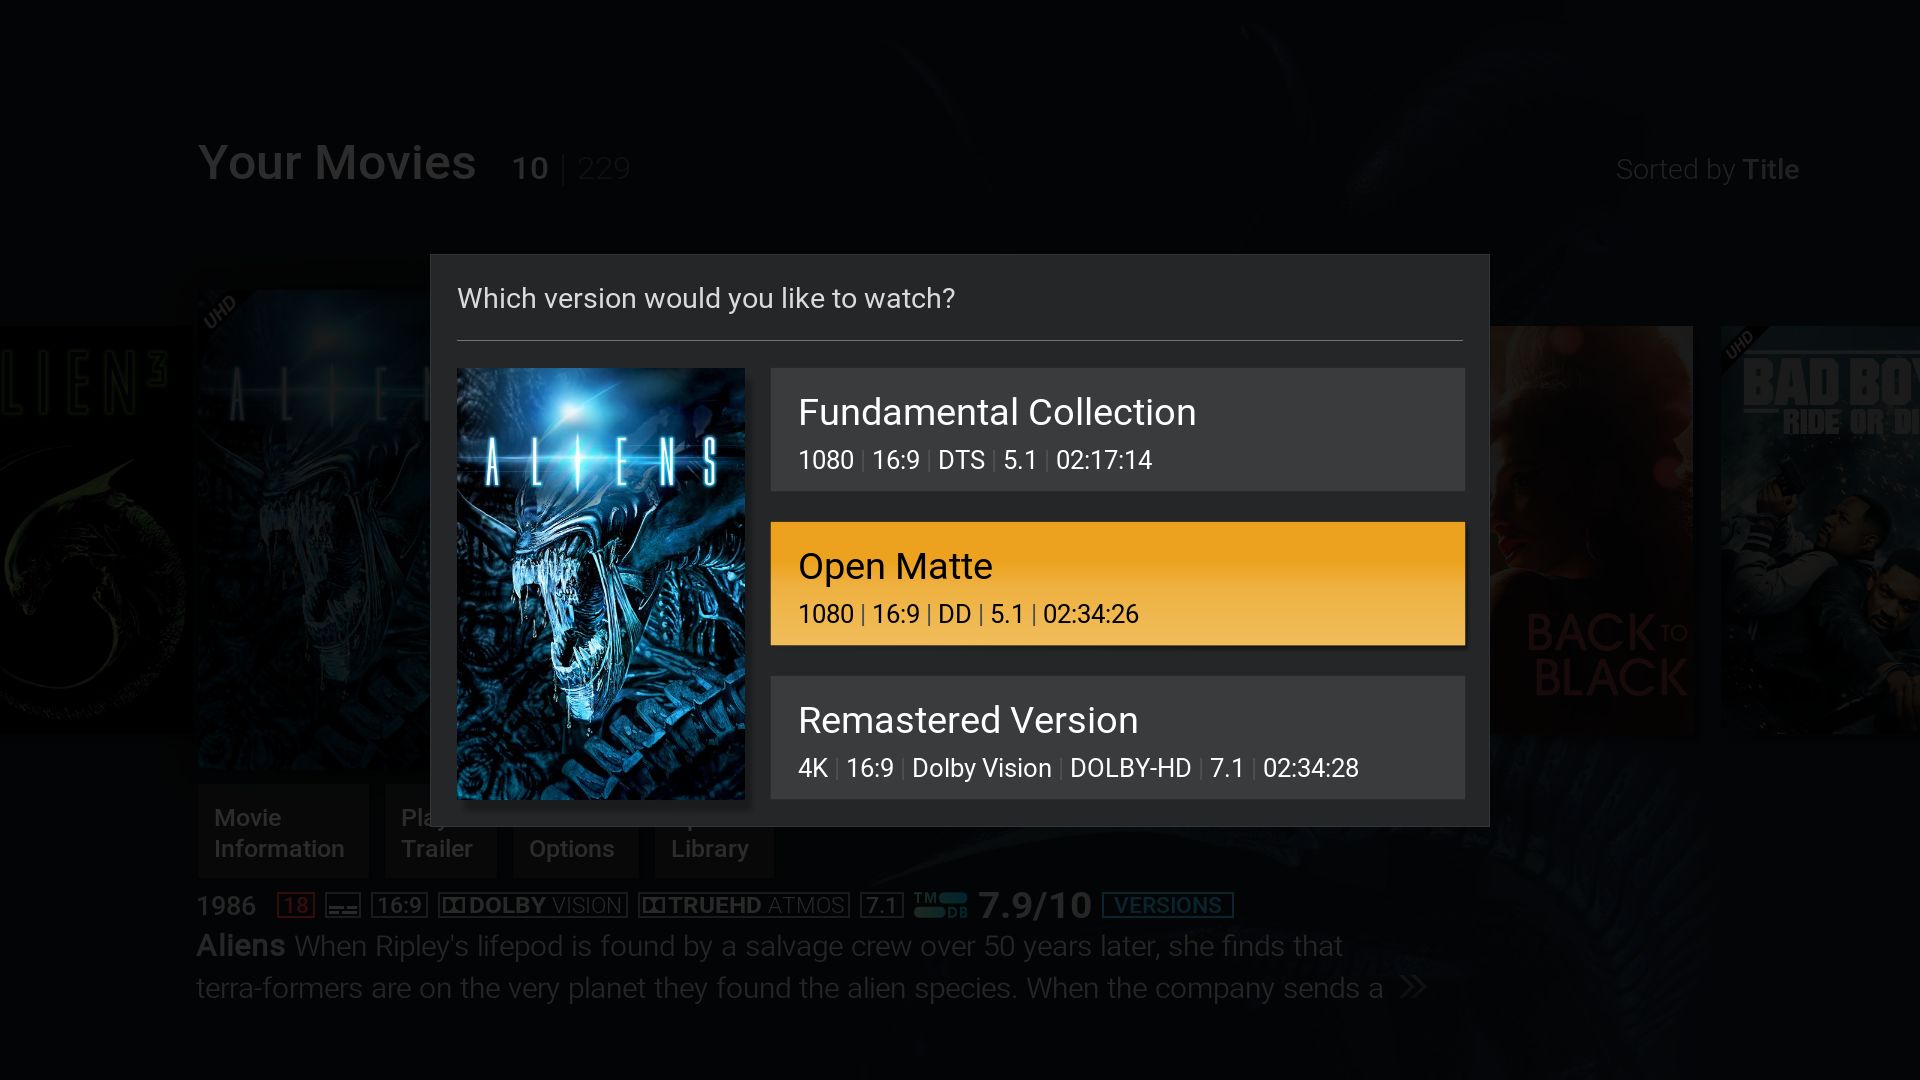 Your Movies 10 | 229
Sorted by Title
Which version would you like to watch?
UHD
LIEN³
ALIE
ALIENS
Fundamental Collection
1080 | 16:9 | DTS | 5.1 | 02:17:14
Open Matte
1080 | 16:9 | DD | 5.1 | 02:34:26
Remastered Version
4K | 16:9 | Dolby Vision | DOLBY-HD | 7.1 | 02:34:28
BACK TO
BLACK
UHD
BAD BOY
RIDE OR DI
Movie
Information
Play
Trailer
Options
Library
1986 18 16:9 DOLBY VISION TRUEHD ATMOS 7.1 TMDB 7.9/10 VERSIONS
Aliens When Ripley's lifepod is found by a salvage crew over 50 years later, she finds that
terra-formers are on the very planet they found the alien species. When the company sends a